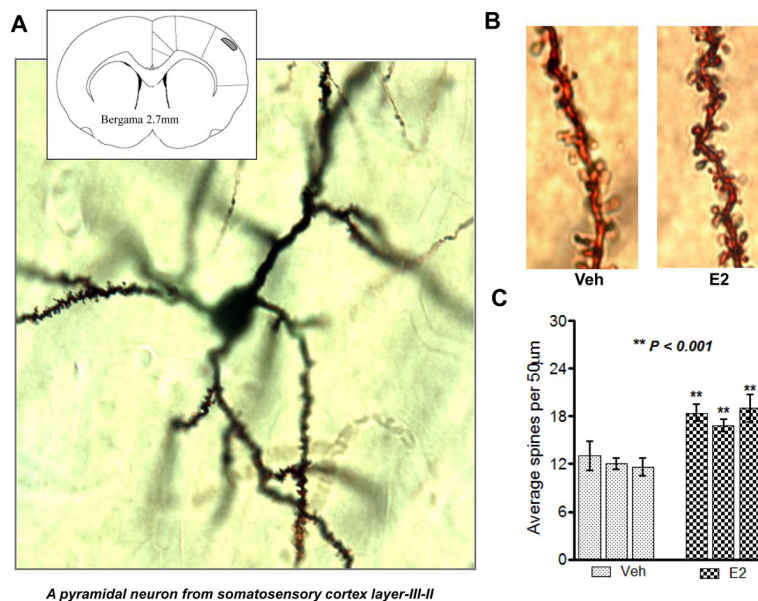 A
Bergama 2.7mm
A pyramidal neuron from somatosensory cortex layer-III-II
B
Veh
E2
C
** P < 0.001
Average spines per 50µm
30
24
18
12
6
0
**
**
**
Veh
E2